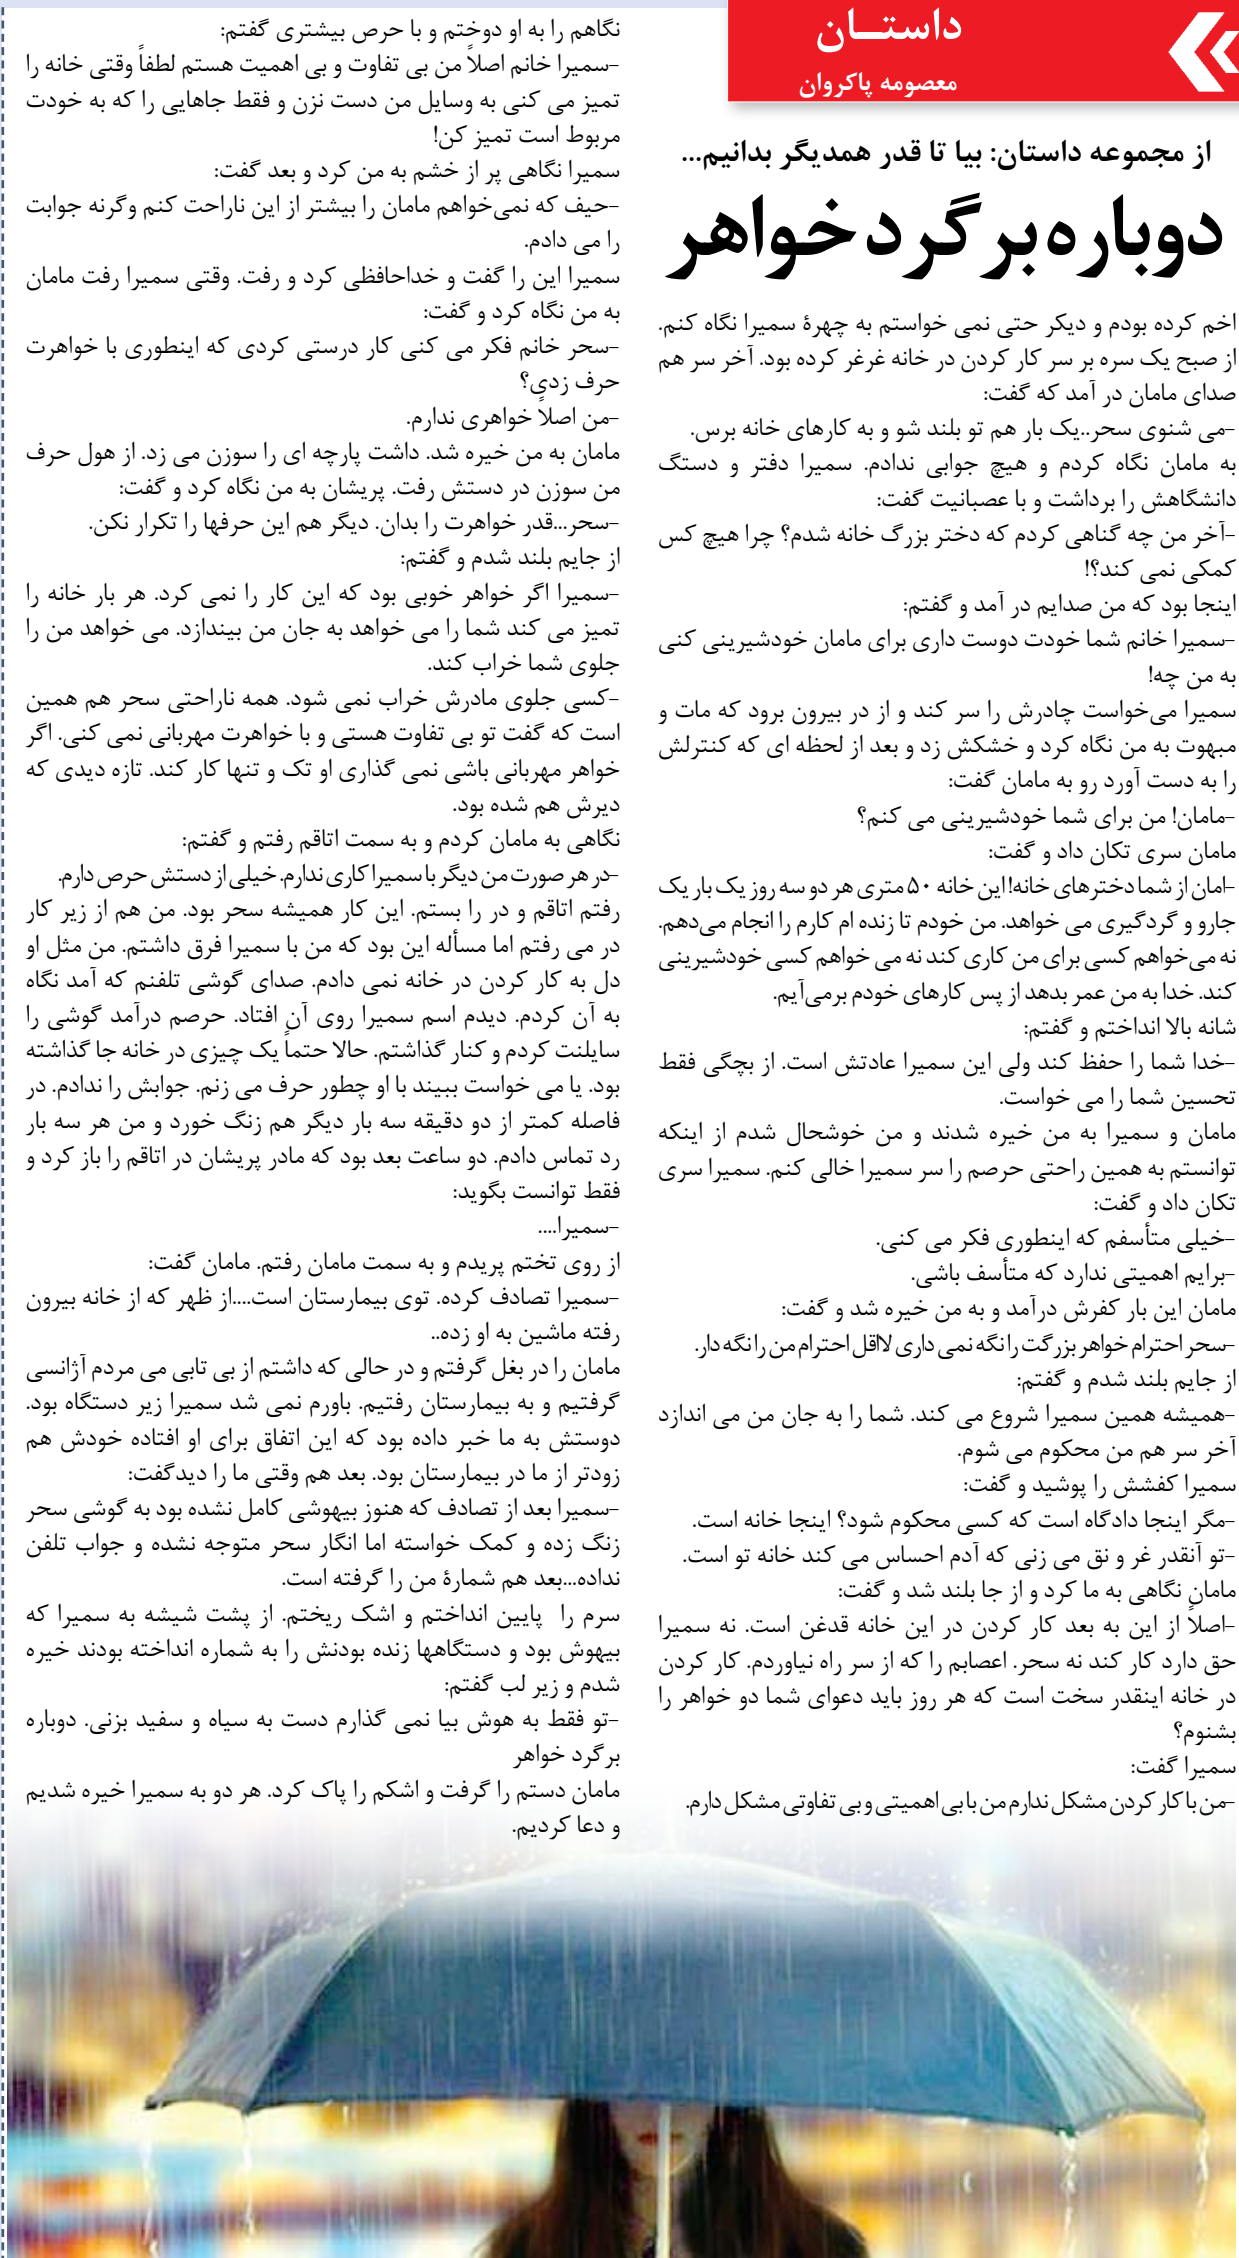 داستــان
معصومه پاکروان
از مجموعه داستان: بیا تا قدر همدیگر بدانیم...
دوباره برگرد خواهر
اخم کرده بودم و دیکر حتی نمی خواستم به چهرهٔ سمیرا نگاه کنم.
از صبح یک سره بر سر کار کردن در خانه غرغر کرده بود. آخر سر هم
صدای مامان در آمد که گفت:
-می شنوی سحر..یک بار هم تو بلند شو و به کارهای خانه برس.
به مامان نگاه کردم و هیچ جوابی ندادم. سمیرا دفتر و دستگ
دانشگاهش را برداشت و با عصبانیت گفت:
-آخر من چه گناهی کردم که دختر بزرگ خانه شدم؟ چرا هیچ کس
کمکی نمی کند؟!
اینجا بود که من صدایم در آمد و گفتم:
-سمیرا خانم شما خودت دوست داری برای مامان خودشیرینی کنی
به من چه!
سمیرا می‌خواست چادرش را سر کند و از در بیرون برود که مات و
مبهوت به من نگاه کرد و خشکش زد و بعد از لحظه ای که کنترلش
را به دست آورد رو به مامان گفت:
-مامان! من برای شما خودشیرینی می کنم؟
مامان سری تکان داد و گفت:
-امان از شما دخترهای خانه! این خانه ۵۰ متری هر دو سه روز یک بار یک
جارو و گردگیری می خواهد. من خودم تا زنده ام کارم را انجام می‌دهم.
نه می‌خواهم کسی برای من کاری کند نه می خواهم کسی خودشیرینی
کند. خدا به من عمر بدهد از پس کارهای خودم برمی‌آیم.
شانه بالا انداختم و گفتم:
-خدا شما را حفظ کند ولی این سمیرا عادتش است. از بچگی فقط
تحسین شما را می خواست.
مامان و سمیرا به من خیره شدند و من خوشحال شدم از اینکه
توانستم به همین راحتی حرصم را سر سمیرا خالی کنم. سمیرا سری
تکان داد و گفت:
-خیلی متأسفم که اینطوری فکر می کنی.
-برایم اهمیتی ندارد که متأسف باشی.
مامان این بار کفرش درآمد و به من خیره شد و گفت:
-سحر احترام خواهر بزرگت را نگه نمی داری لااقل احترام من را نگه دار.
از جایم بلند شدم و گفتم:
-همیشه همین سمیرا شروع می کند. شما را به جان من می اندازد
آخر سر هم من محکوم می شوم.
سمیرا کفشش را پوشید و گفت:
-مگر اینجا دادگاه است که کسی محکوم شود؟ اینجا خانه است.
-تو آنقدر غر و نق می زنی که آدم احساس می کند خانه تو است.
مامان نگاهی به ما کرد و از جا بلند شد و گفت:
-اصلاً از این به بعد کار کردن در این خانه قدغن است. نه سمیرا
حق دارد کار کند نه سحر. اعصابم را که از سر راه نیاوردم. کار کردن
در خانه اینقدر سخت است که هر روز باید دعوای شما دو خواهر را
بشنوم؟
سمیرا گفت:
-من با کار کردن مشکل ندارم من با بی اهمیتی و بی تفاوتی مشکل دارم.
نگاهم را به او دوختم و با حرص بیشتری گفتم:
-سمیرا خانم اصلاً من بی تفاوت و بی اهمیت هستم لطفاً وقتی خانه را
تمیز می کنی به وسایل من دست نزن و فقط جاهایی را که به خودت
مربوط است تمیز کن!
سمیرا نگاهی پر از خشم به من کرد و بعد گفت:
-حیف که نمی‌خواهم مامان را بیشتر از این ناراحت کنم وگرنه جوابت
را می دادم.
سمیرا این را گفت و خداحافظی کرد و رفت. وقتی سمیرا رفت مامان
به من نگاه کرد و گفت:
-سحر خانم فکر می کنی کار درستی کردی که اینطوری با خواهرت
حرف زدی؟
-من اصلاً خواهری ندارم.
مامان به من خیره شد. داشت پارچه ای را سوزن می زد. از هول حرف
من سوزن در دستش رفت. پریشان به من نگاه کرد و گفت:
-سحر...قدر خواهرت را بدان. دیگر هم این حرفها را تکرار نکن.
از جایم بلند شدم و گفتم:
-سمیرا اگر خواهر خوبی بود که این کار را نمی کرد. هر بار خانه را
تمیز می کند شما را می خواهد به جان من بیندازد. می خواهد من را
جلوی شما خراب کند.
-کسی جلوی مادرش خراب نمی شود. همه ناراحتی سحر هم همین
است که گفت تو بی تفاوت هستی و با خواهرت مهربانی نمی کنی. اگر
خواهر مهربانی باشی نمی گذاری او تک و تنها کار کند. تازه دیدی که
دیرش هم شده بود.
نگاهی به مامان کردم و به سمت اتاقم رفتم و گفتم:
-در هر صورت من دیگر با سمیرا کاری ندارم. خیلی از دستش حرص دارم.
رفتم اتاقم و در را بستم. این کار همیشه سحر بود. من هم از زیر کار
در می رفتم اما مسأله این بود که من با سمیرا فرق داشتم. من مثل او
دل به کار کردن در خانه نمی دادم. صدای گوشی تلفنم که آمد نگاه
به آن کردم. دیدم اسم سمیرا روی آن افتاد. حرصم درآمد گوشی را
سایلنت کردم و کنار گذاشتم. حالا حتماً یک چیزی در خانه جا گذاشته
بود. یا می خواست ببیند با او چطور حرف می زنم. جوابش را ندادم. در
فاصله کمتر از دو دقیقه سه بار دیگر هم زنگ خورد و من هر سه بار
رد تماس دادم. دو ساعت بعد بود که مادر پریشان در اتاقم را باز کرد و
فقط توانست بگوید:
-سمیرا....
از روی تختم پریدم و به سمت مامان رفتم. مامان گفت:
-سمیرا تصادف کرده. توی بیمارستان است....از ظهر که از خانه بیرون
رفته ماشین به او زده..
مامان را در بغل گرفتم و در حالی که داشتم از بی تابی می مردم آژانسی
گرفتیم و به بیمارستان رفتیم. باورم نمی شد سمیرا زیر دستگاه بود.
دوستش به ما خبر داده بود که این اتفاق برای او افتاده خودش هم
زودتر از ما در بیمارستان بود. بعد هم وقتی ما را دیدگفت:
-سمیرا بعد از تصادف که هنوز بیهوشی کامل نشده بود به گوشی سحر
زنگ زده و کمک خواسته اما انگار سحر متوجه نشده و جواب تلفن
نداده...بعد هم شمارهٔ من را گرفته است.
سرم را پایین انداختم و اشک ریختم. از پشت شیشه به سمیرا که
بیهوش بود و دستگاهها زنده بودنش را به شماره انداخته بودند خیره
شدم و زیر لب گفتم:
-تو فقط به هوش بیا نمی گذارم دست به سیاه و سفید بزنی. دوباره
برگرد خواهر
مامان دستم را گرفت و اشکم را پاک کرد. هر دو به سمیرا خیره شدیم
و دعا کردیم.